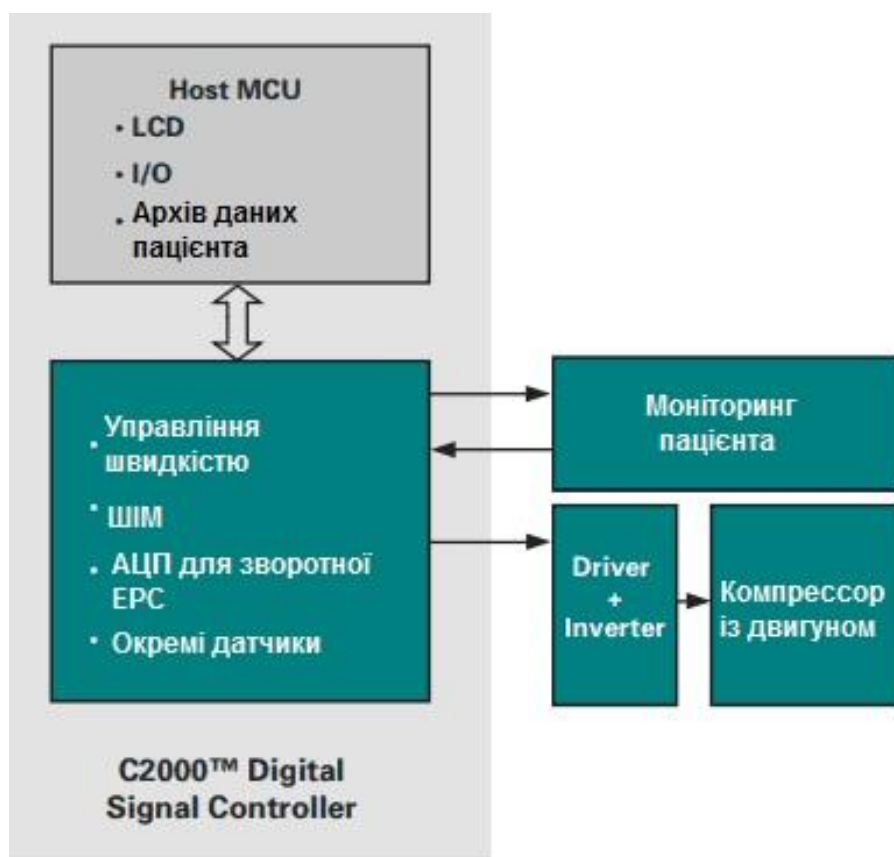 Host MCU
• LCD
• I/O
. Архів даних
пацієнта
. Управління
швидкістю
• ШІМ
. АЦП для зворотної
ЕРС
• Окремі датчики
Моніторинг
пацієнта
Driver
+
Inverter
Компрессор
із двигуном
C2000™ Digital
Signal Controller